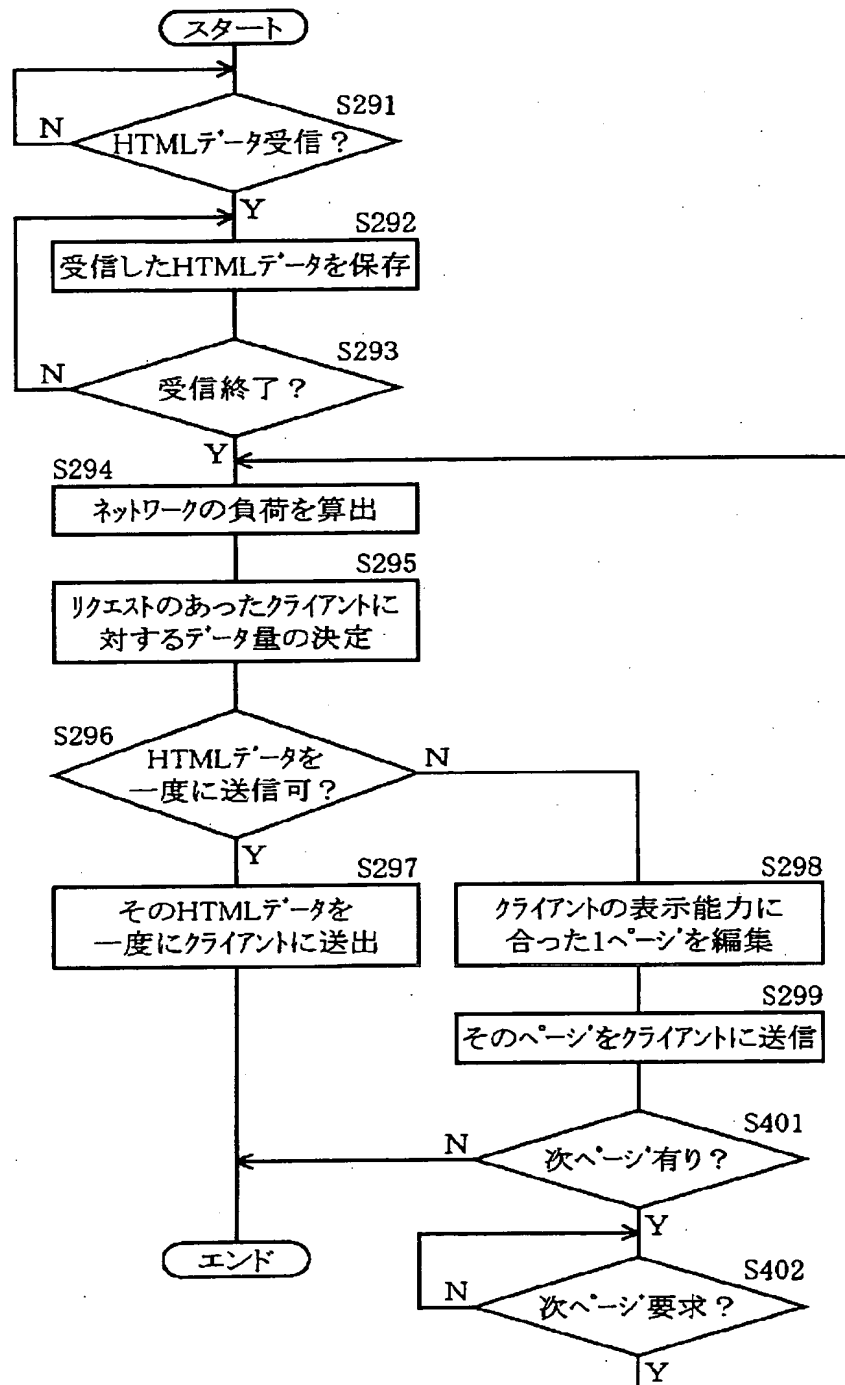 スタート
S291
N
HTMLデータ受信?
Y
S292
受信したHTMLデータを保存
S293
N
受信終了?
Y
S294
ネットワークの負荷を算出
S295
リクエストのあったクライアントに
対するデータ量の決定
S296
HTMLデータを
一度に送信可?
N
Y
S297
そのHTMLデータを
一度にクライアントに送出
S298
クライアントの表示能力に
合った1ページを編集
S299
そのページをクライアントに送信
S401
N
次ページ有り?
Y
エンド
S402
N
次ページ要求?
Y